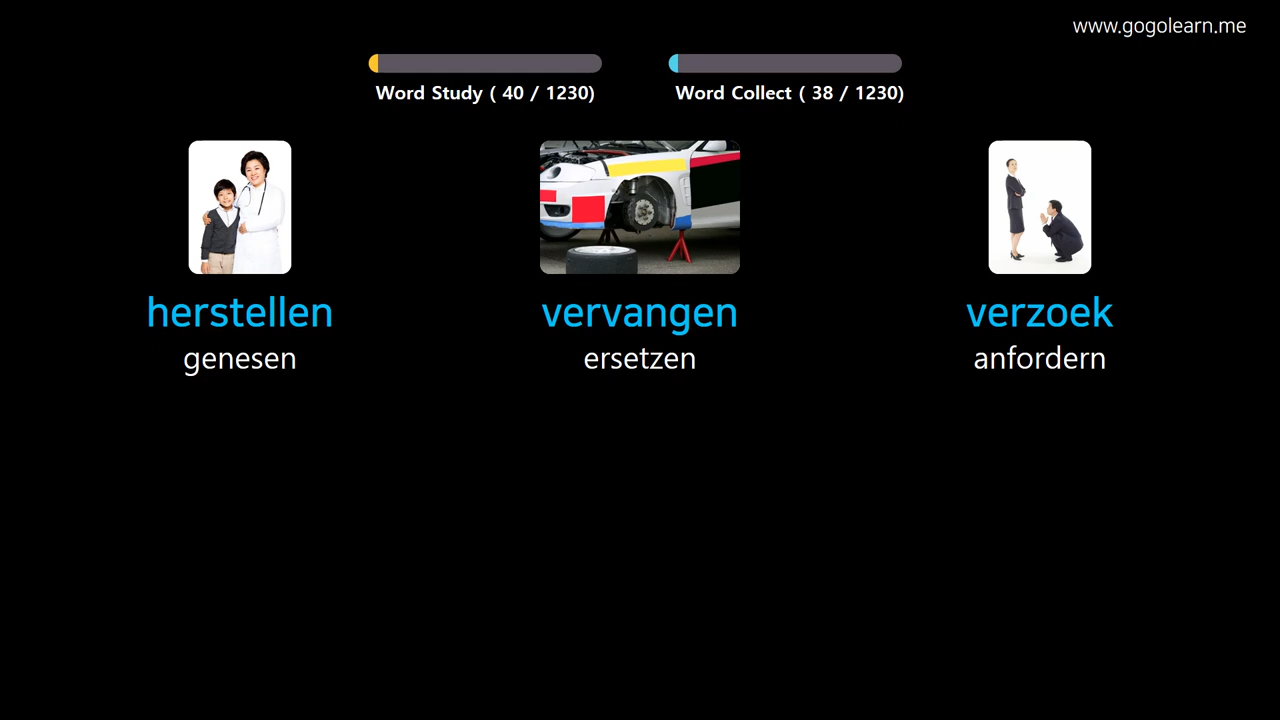 www.gogolearn.me
Word Study ( 40 / 1230)
Word Collect ( 38 / 1230)
herstellen
genesen
vervangen
ersetzen
verzoek
anfordern